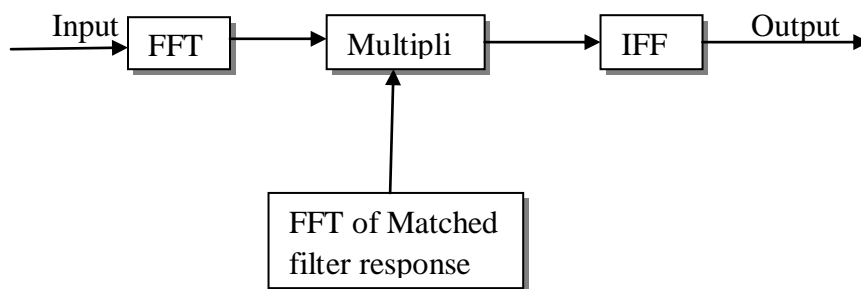 Input
FFT
Multipli
IFF
Output
FFT of Matched
filter response